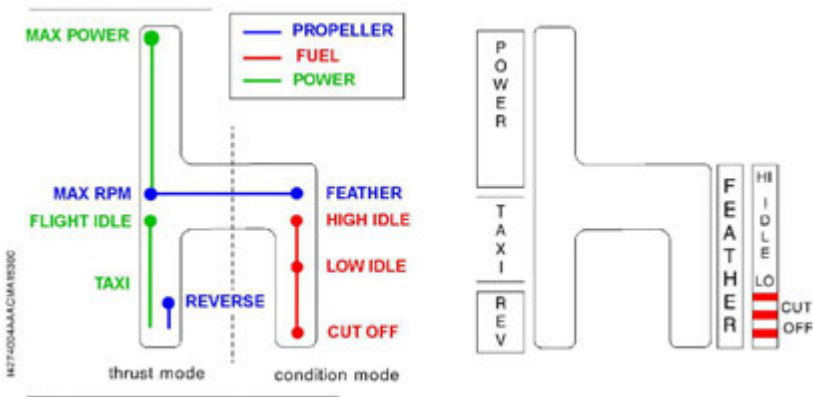 MAX POWER
PROPELLER
FUEL
POWER
MAX RPM
FEATHER
FLIGHT IDLE
HIGH IDLE
TAXI
LOW IDLE
REVERSE
CUT OFF
thrust mode
condition mode
POWER
TAXI
REV
FEATHER
HI
IDLE
LO
CUT
OFF